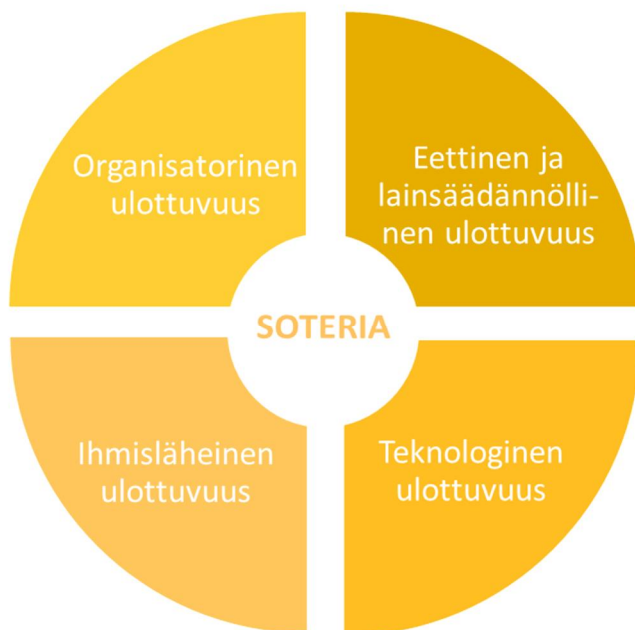 Organisatorinen
ulottuvuus
Eettinen ja
lainsäädännölli-
nen ulottuvuus
SOTERIA
Ihmisläheinen
ulottuvuus
Teknologinen
ulottuvuus